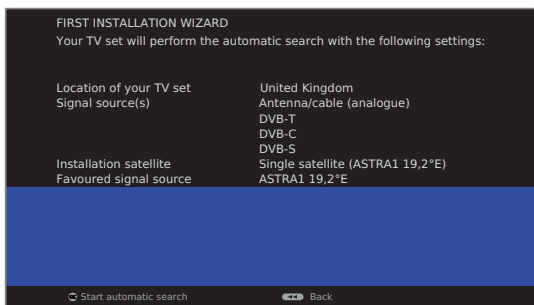 FIRST INSTALLATION WIZARD
Your TV set will perform the automatic search with the following settings:
Location of your TV set United Kingdom
Signal source(s) Antenna/cable (analogue)
DVB-T
DVB-C
DVB-S
Installation satellite Single satellite (ASTRA1 19,2°E)
Favoured signal source ASTRA1 19,2°E
OK Start automatic search Back